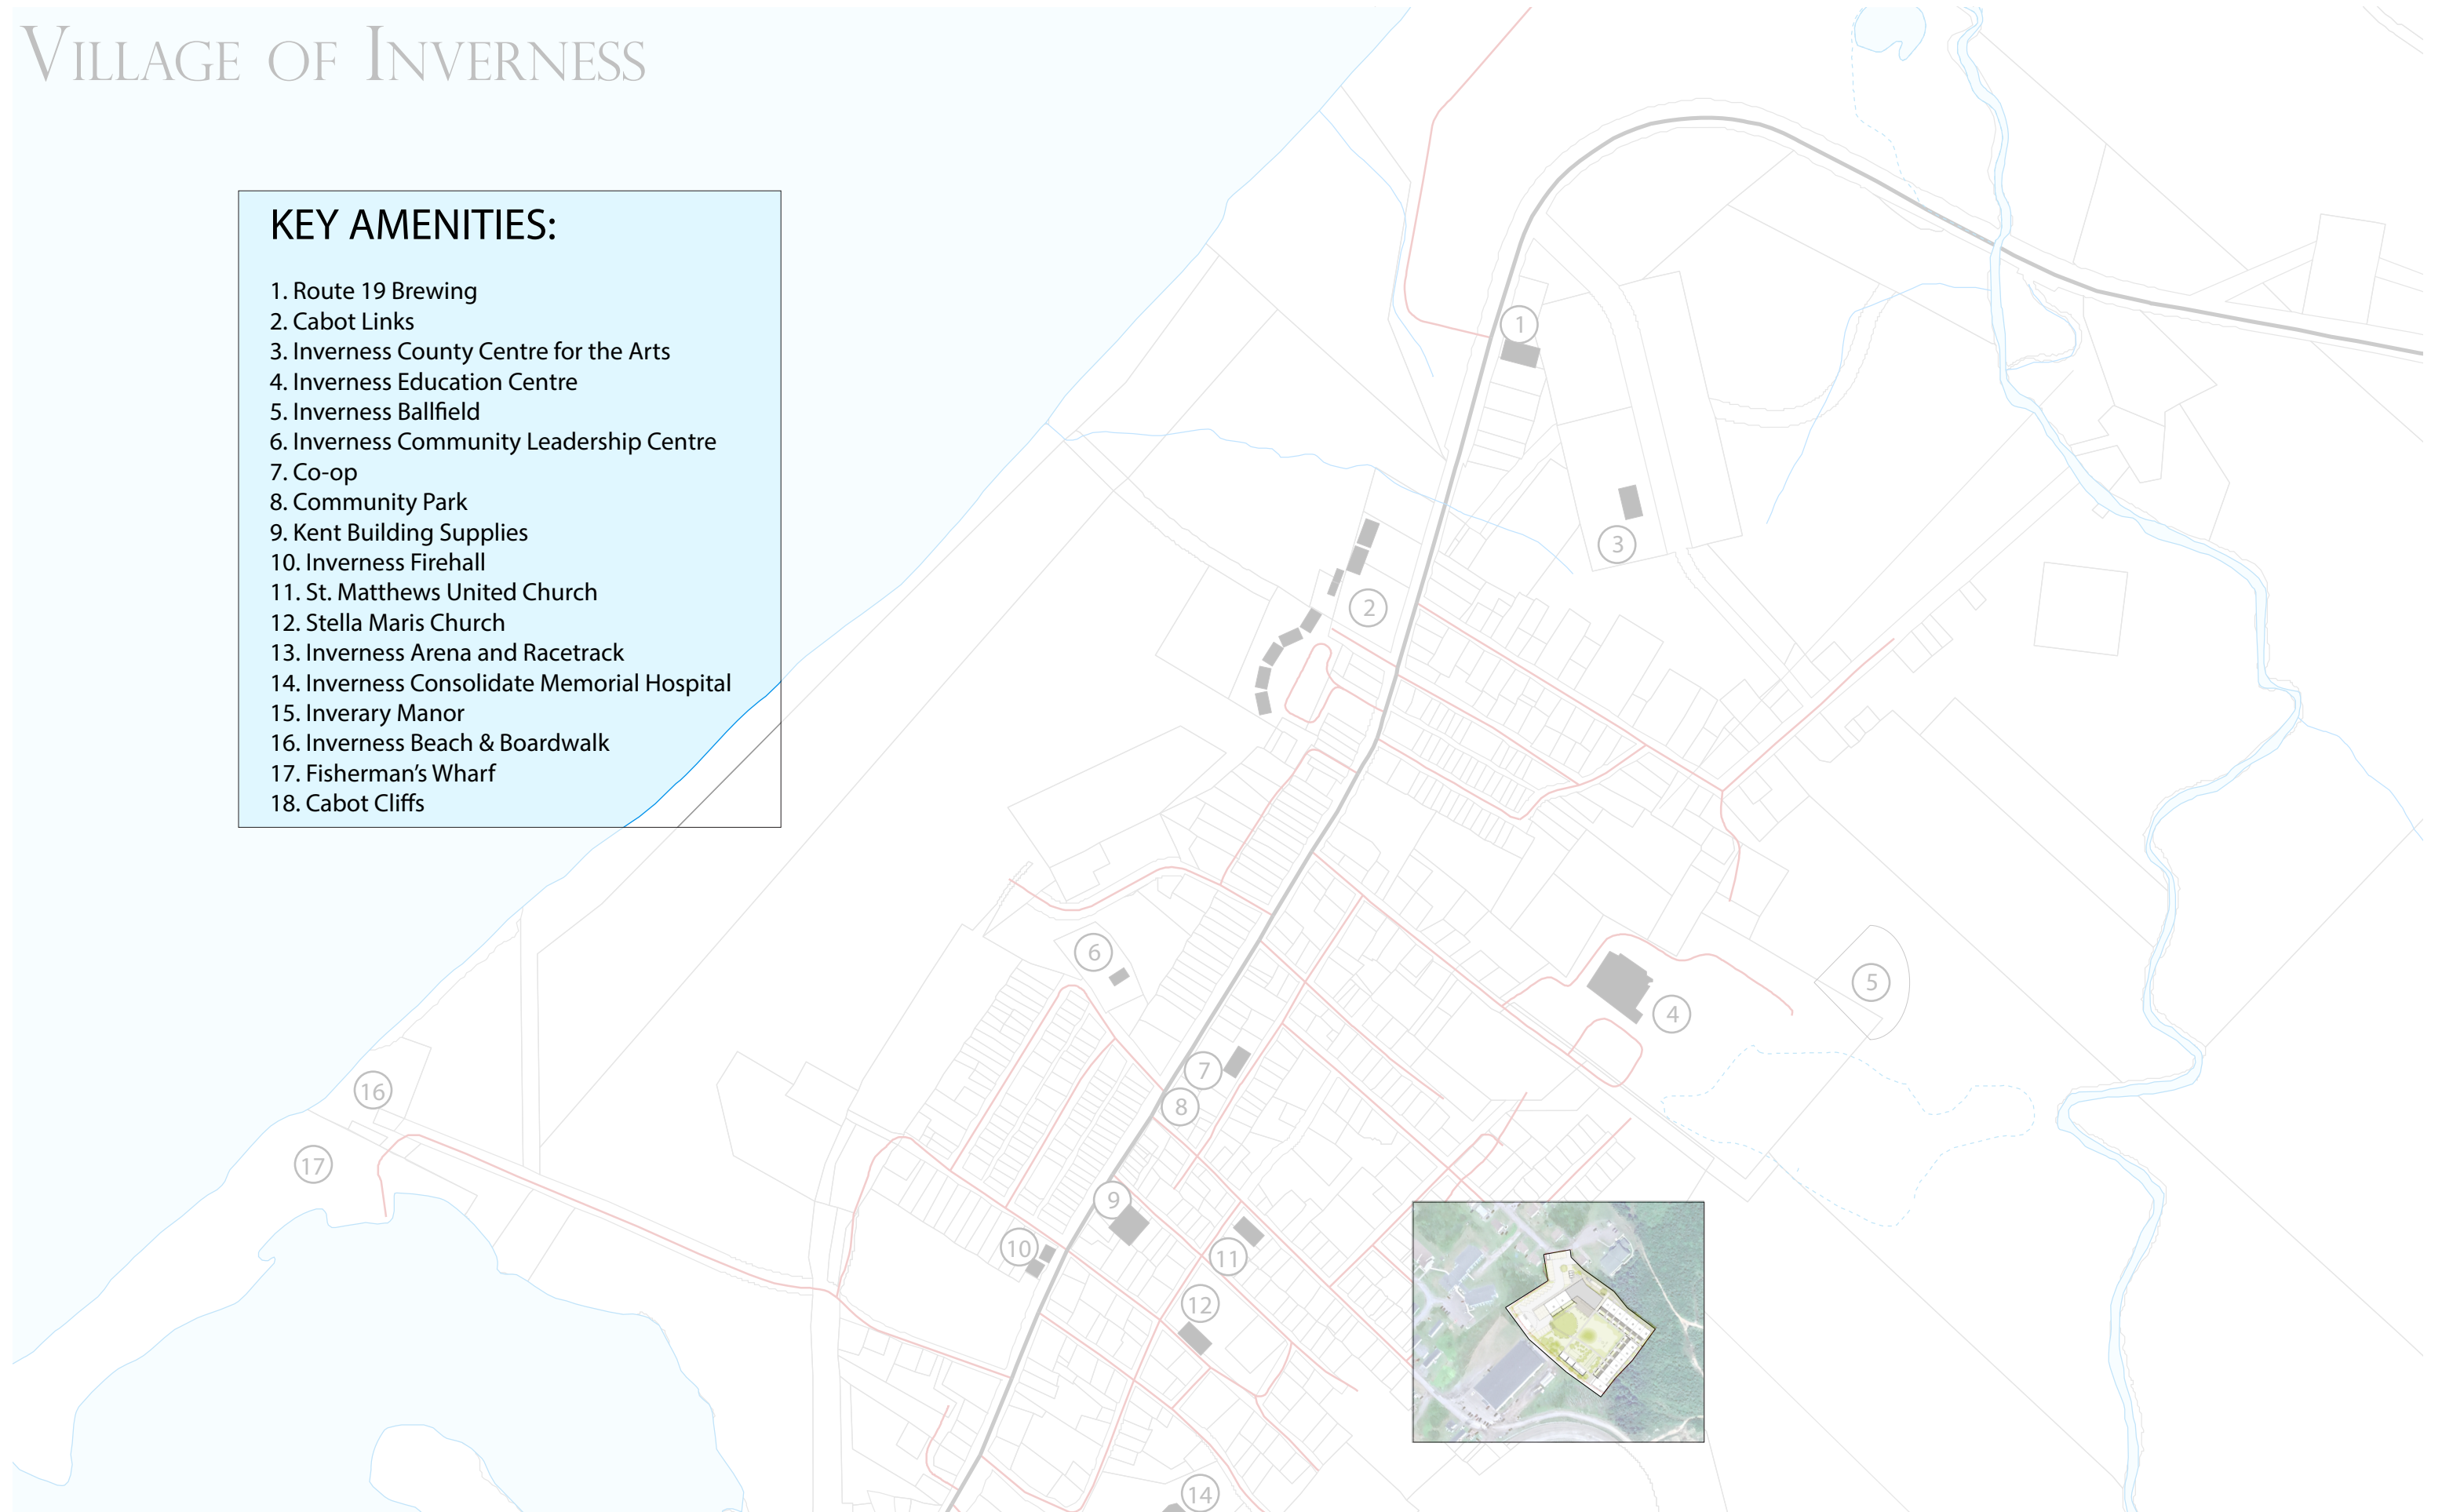 VILLAGE OF INVERNESS
KEY AMENITIES:
1. Route 19 Brewing
2. Cabot Links
3. Inverness County Centre for the Arts
4. Inverness Education Centre
5. Inverness Ballfield
6. Inverness Community Leadership Centre
7. Co-op
8. Community Park
9. Kent Building Supplies
10. Inverness Firehall
11. St. Matthews United Church
12. Stella Maris Church
13. Inverness Arena and Racetrack
14. Inverness Consolidate Memorial Hospital
15. Inverary Manor
16. Inverness Beach & Boardwalk
17. Fisherman's Wharf
18. Cabot Cliffs
1
3
2
6
5
4
7
16
8
17
9
10
11
12
14